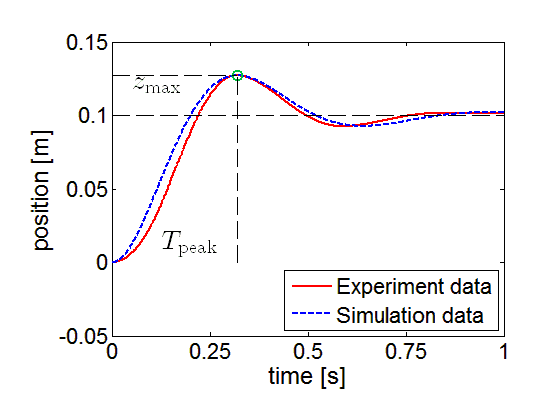 0.15
z_max
0.1
position [m]
0.05
T_peak
0
Experiment data
Simulation data
-0.05
0 0.25 0.5 0.75 1
time [s]